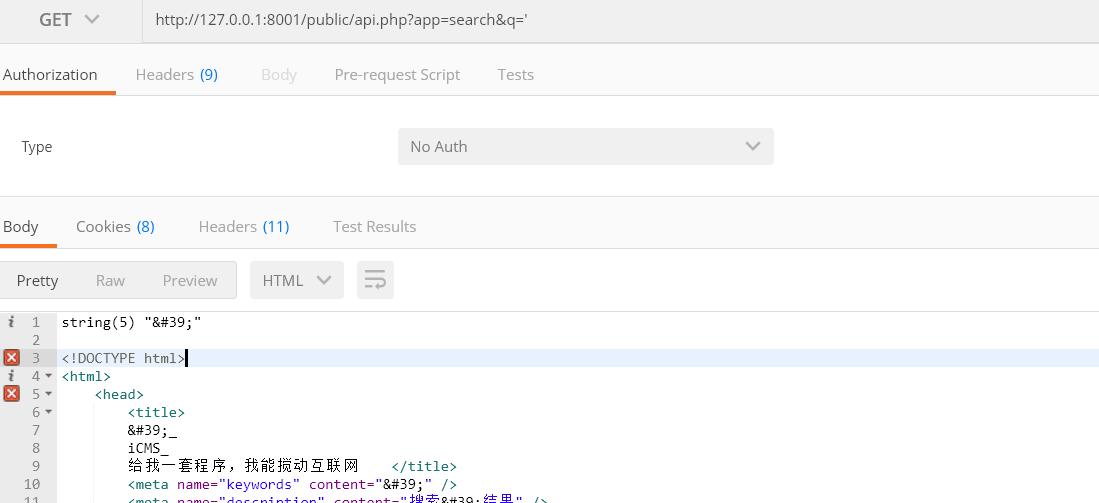 GET http://127.0.0.1:8001/public/api.php?app=search&q='
Authorization Headers (9) Body Pre-request Script Tests
Type No Auth
Body Cookies (8) Headers (11) Test Results
Pretty Raw Preview HTML
1 string(5) "&#39;"
2
3 <!DOCTYPE html>
4 <html>
5 <head>
6 <title>
7 &#39;_
8 iCMS_
9 给我一套程序，我能搅动互联网 </title>
10 <meta name="keywords" content="&#39;" />
11 <meta name="description" content="搜索&#39;结果" />